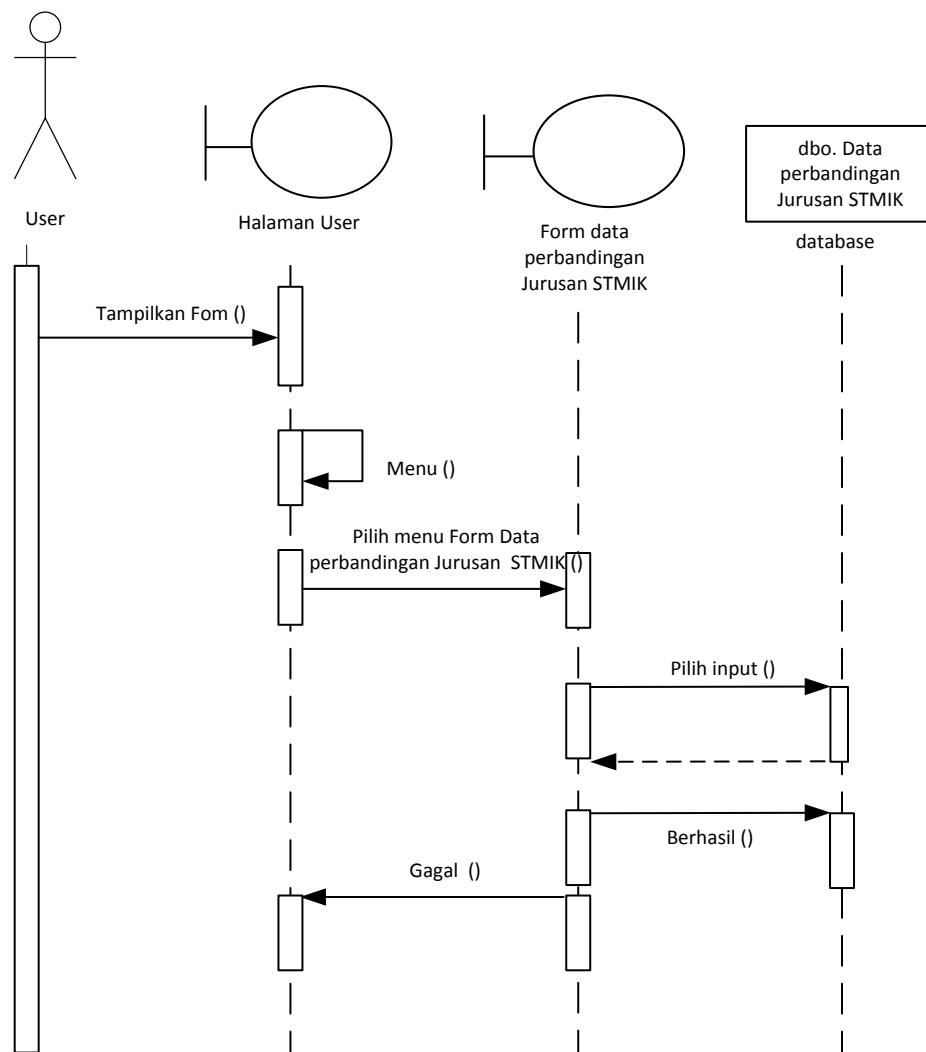 User
Halaman User
Form data
perbandingan
Jurusan STMIK
dbo. Data
perbandingan
Jurusan STMIK
database
Tampilkan Fom ()
Menu ()
Pilih menu Form Data
perbandingan Jurusan  STMIK ()
Pilih input ()
Berhasil ()
Gagal  ()